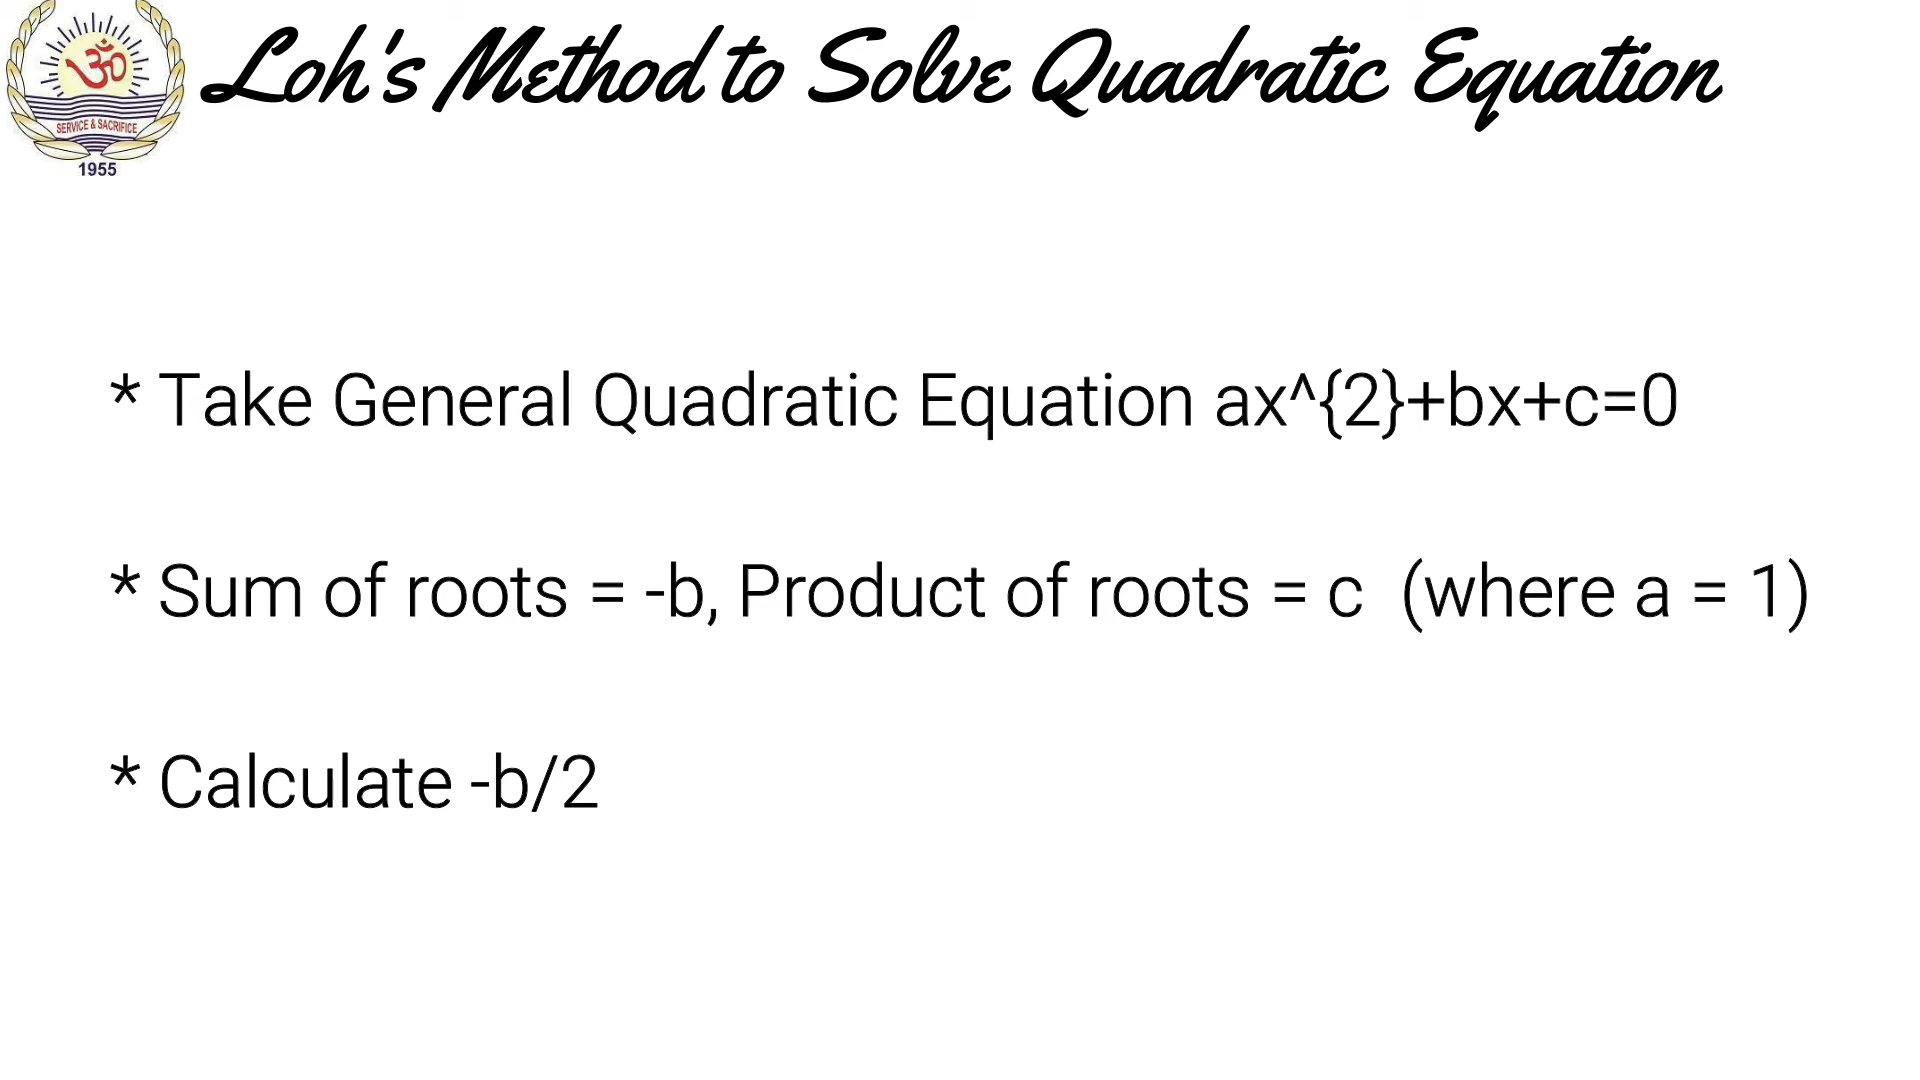 ॐ
SERVICE & SACRIFICE
1955
Loh's Method to Solve Quadratic Equation
* Take General Quadratic Equation ax^{2}+bx+c=0
* Sum of roots = -b, Product of roots = c (where a = 1)
* Calculate -b/2